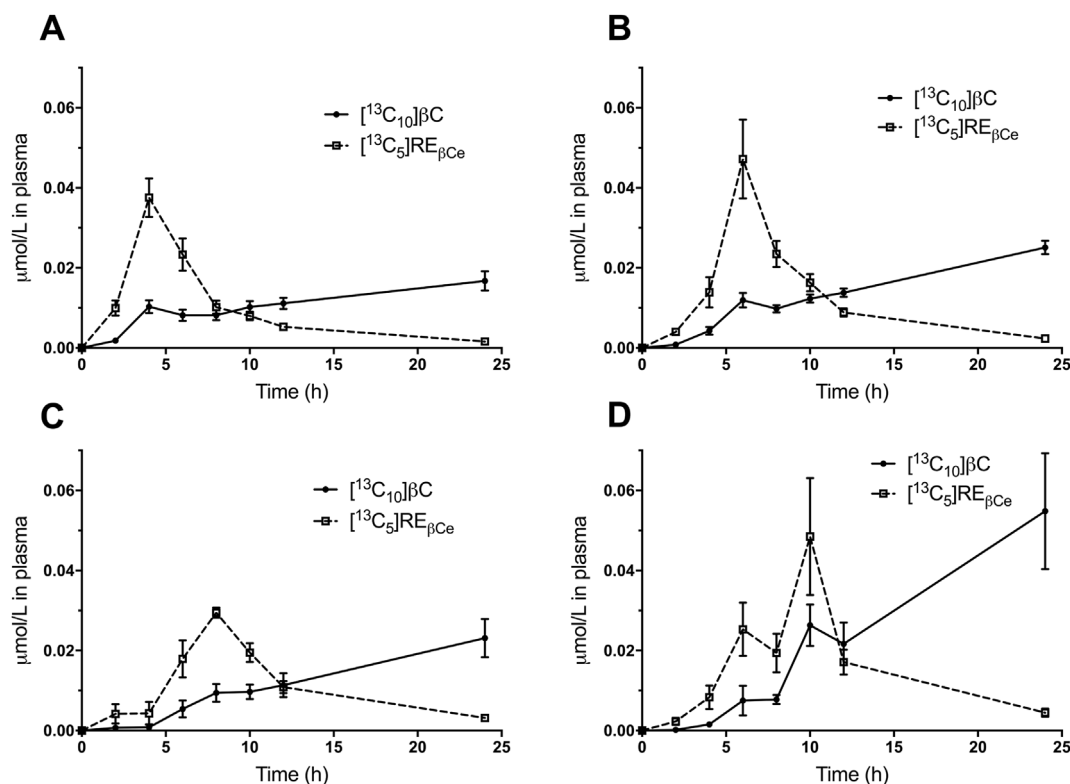 A
μmol/L in plasma
0.06
0.04
0.02
0.00
[¹³C₁₀]βC
[¹³C₅]RE_βCe
0 5 10 15 20 25
Time (h)
B
μmol/L in plasma
0.06
0.04
0.02
0.00
[¹³C₁₀]βC
[¹³C₅]RE_βCe
0 5 10 15 20 25
Time (h)
C
μmol/L in plasma
0.06
0.04
0.02
0.00
[¹³C₁₀]βC
[¹³C₅]RE_βCe
0 5 10 15 20 25
Time (h)
D
μmol/L in plasma
0.06
0.04
0.02
0.00
[¹³C₁₀]βC
[¹³C₅]RE_βCe
0 5 10 15 20 25
Time (h)